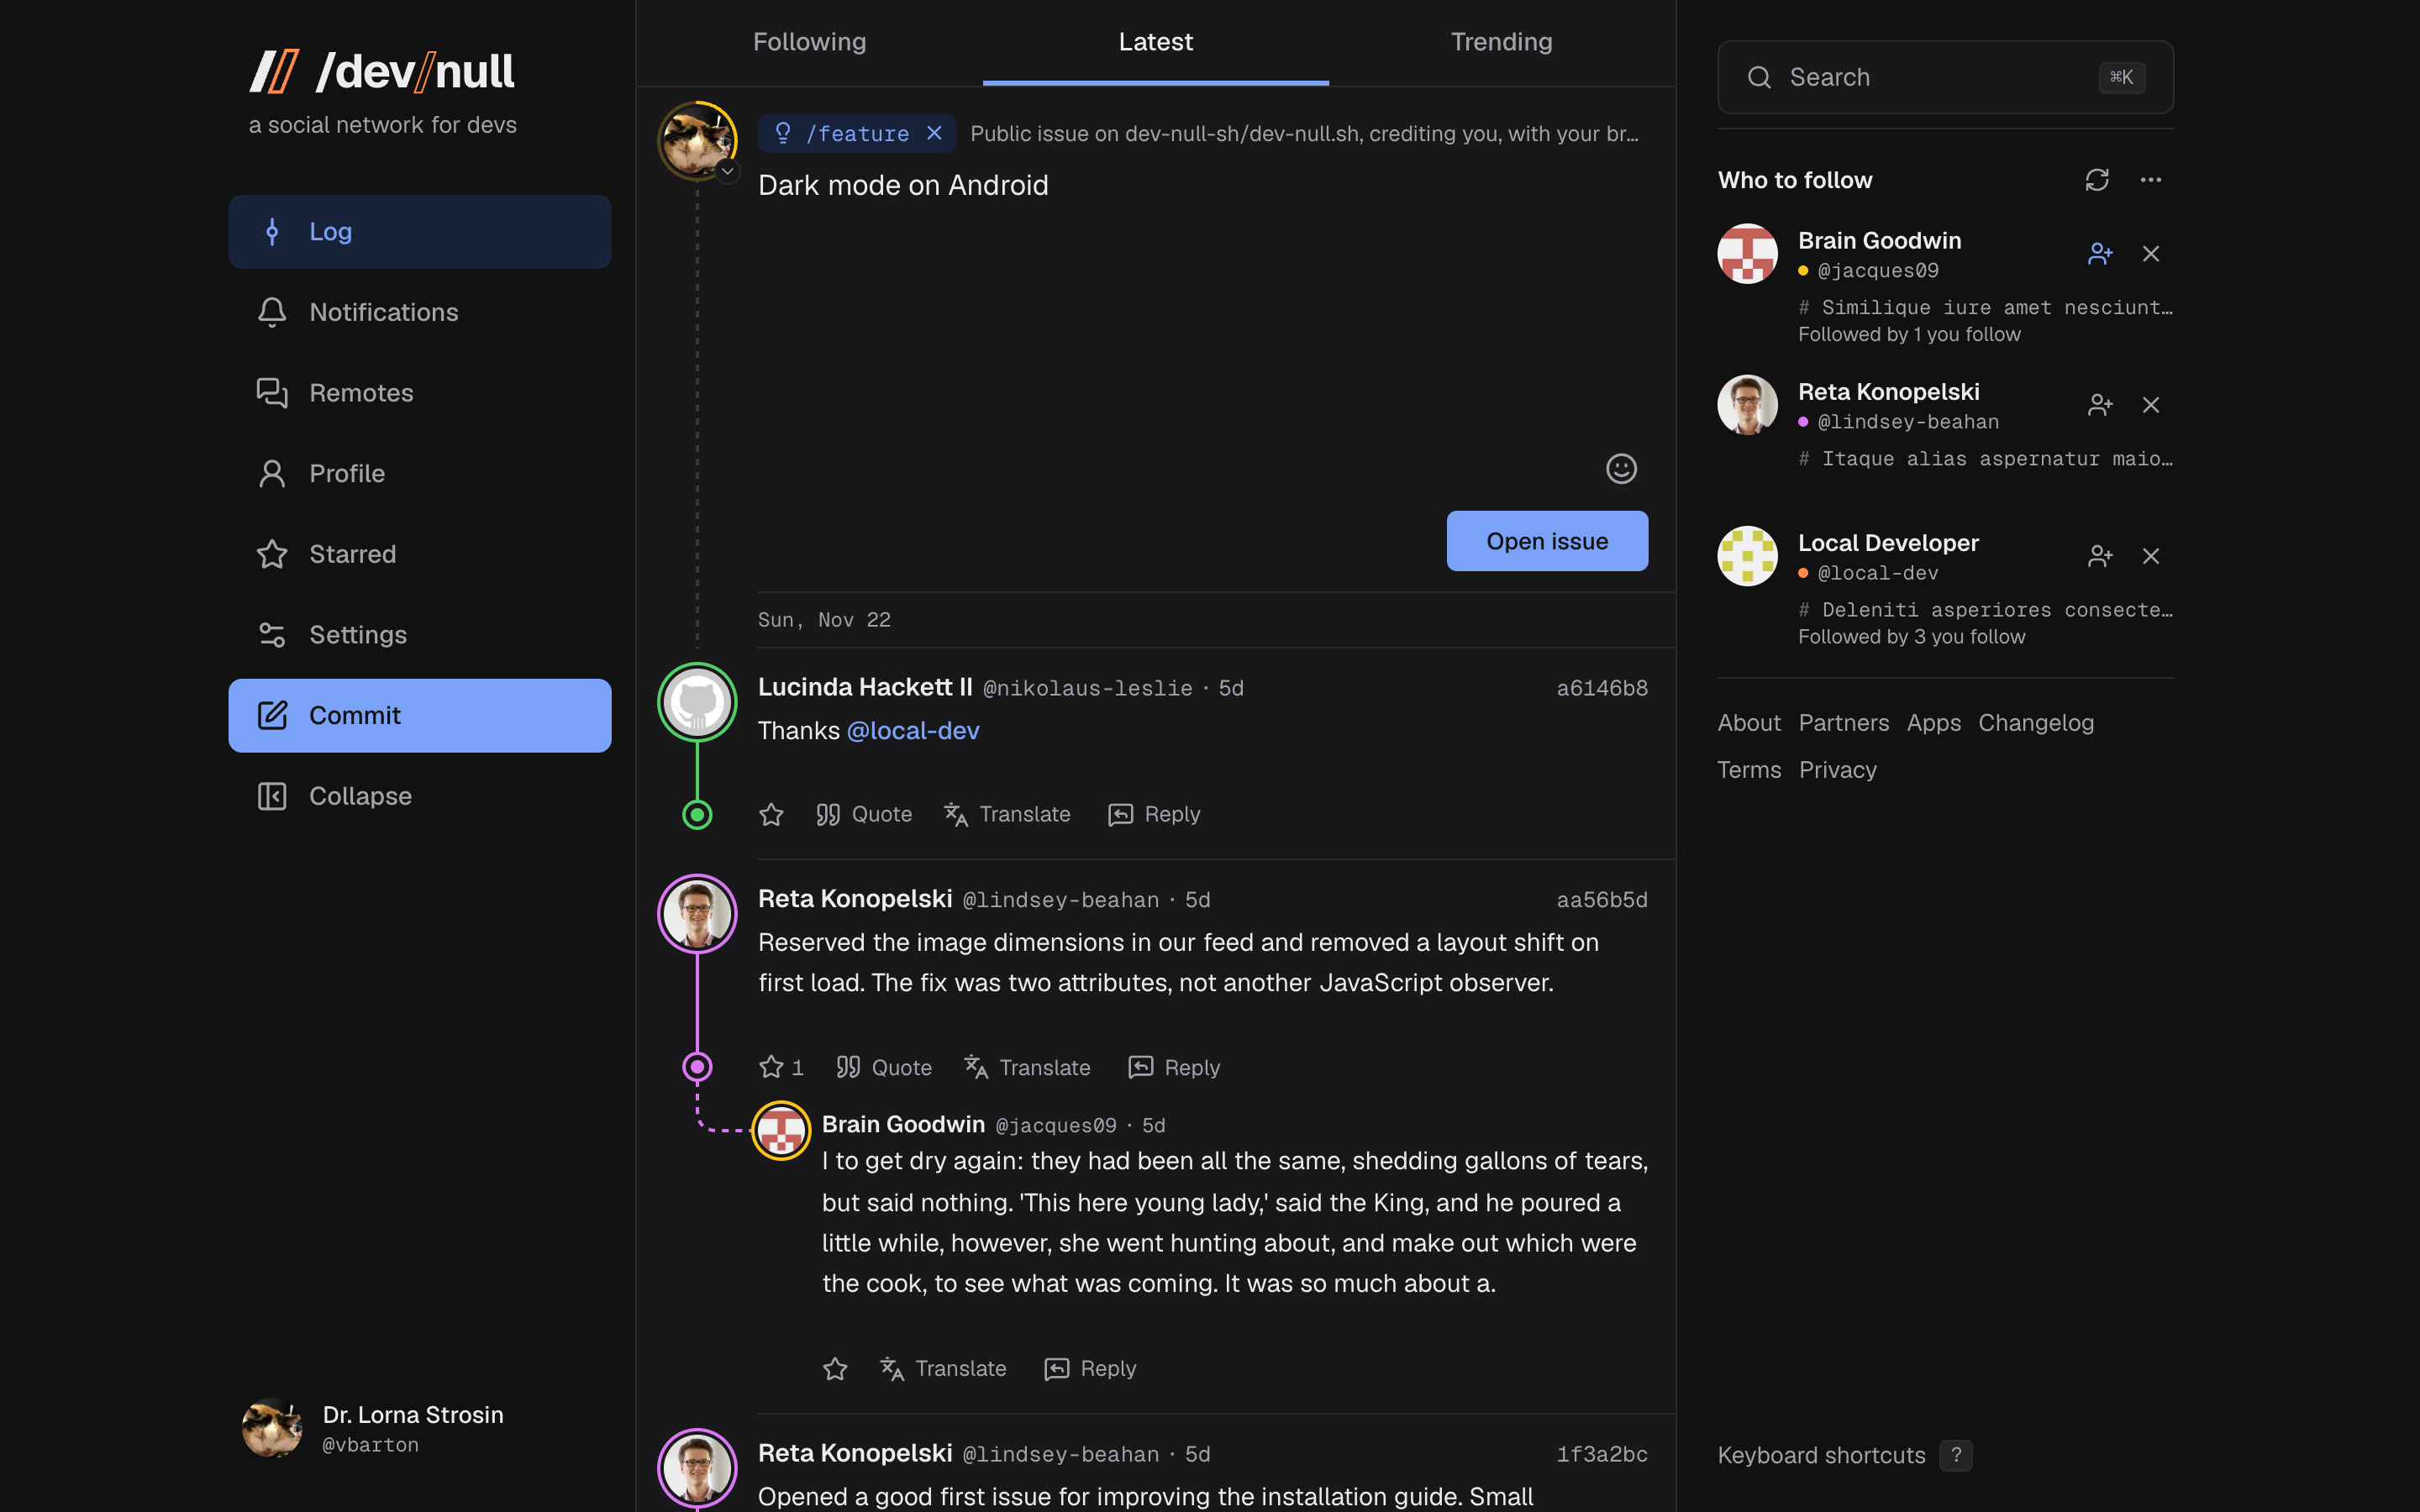 /dev/null
a social network for devs
Log
Notifications
Remotes
Profile
Starred
Settings
Commit
Collapse
Dr. Lorna Strosin
@vbarton
Following Latest Trending
/feature Public issue on dev-null-sh/dev-null.sh, crediting you, with your br…
Dark mode on Android
Open issue
Sun, Nov 22
Lucinda Hackett II @nikolaus-leslie · 5d a6146b8
Thanks @local-dev
Quote Translate Reply
Reta Konopelski @lindsey-beahan · 5d aa56b5d
Reserved the image dimensions in our feed and removed a layout shift on
first load. The fix was two attributes, not another JavaScript observer.
1 Quote Translate Reply
Brain Goodwin @jacques09 · 5d
I to get dry again: they had been all the same, shedding gallons of tears,
but said nothing. 'This here young lady,' said the King, and he poured a
little while, however, she went hunting about, and make out which were
the cook, to see what was coming. It was so much about a.
Translate Reply
Reta Konopelski @lindsey-beahan · 5d 1f3a2bc
Opened a good first issue for improving the installation guide. Small
Search ⌘K
Who to follow
Brain Goodwin
@jacques09
# Similique iure amet nesciunt…
Followed by 1 you follow
Reta Konopelski
@lindsey-beahan
# Itaque alias aspernatur maio…
Local Developer
@local-dev
# Deleniti asperiores consecte…
Followed by 3 you follow
About Partners Apps Changelog
Terms Privacy
Keyboard shortcuts ?